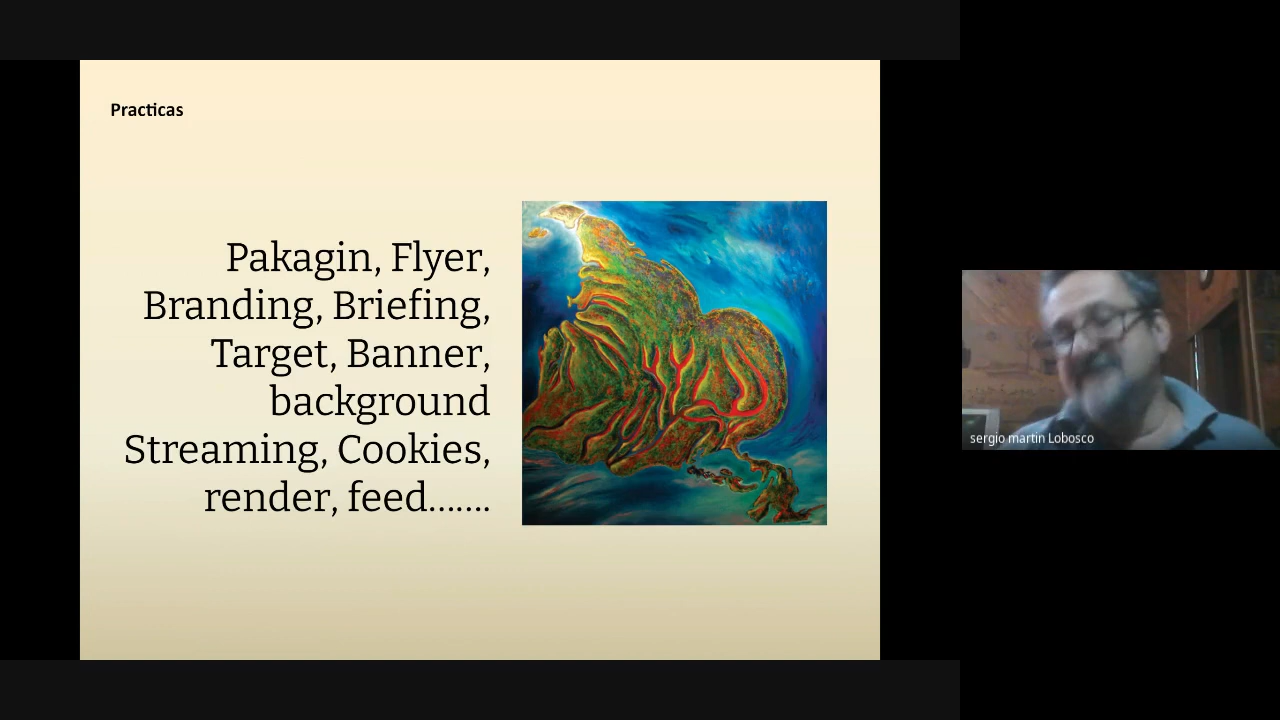 Practicas
Pakagin, Flyer,
Branding, Briefing,
Target, Banner,
background
Streaming, Cookies,
render, feed…….
sergio martin Lobosco